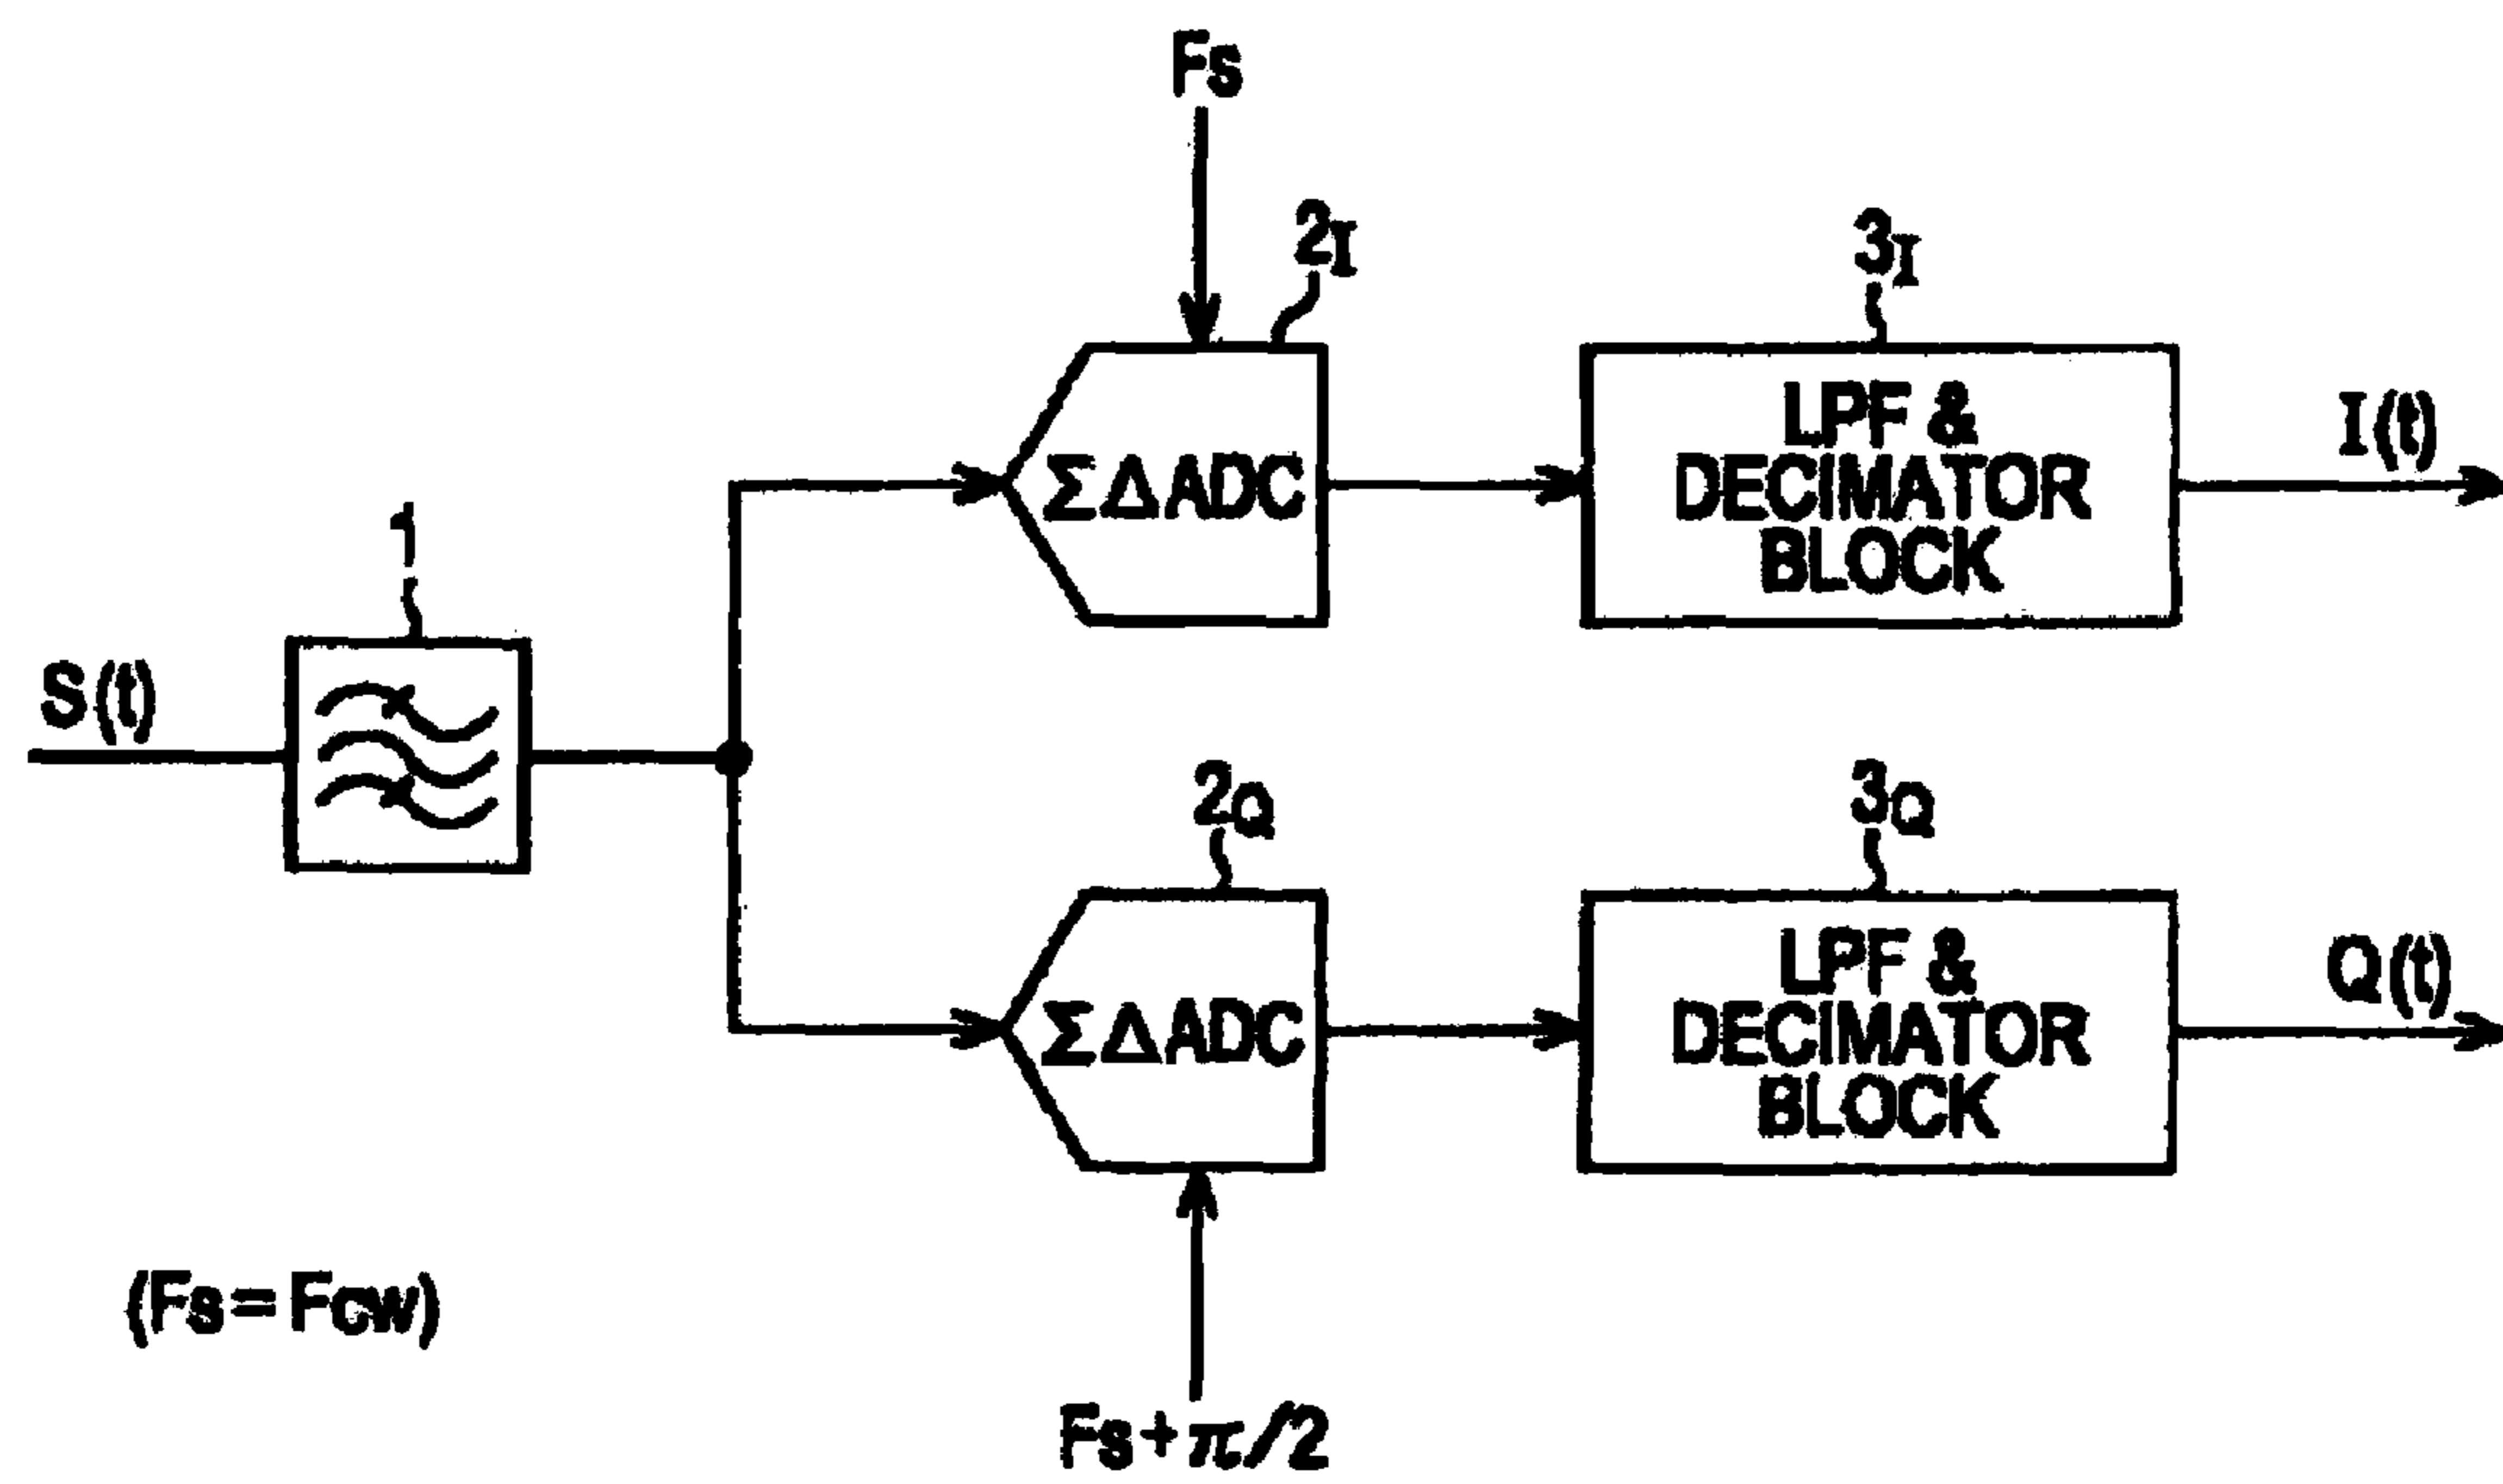 Fs
2I
3I
ΣΔADC
LPF &
DECIMATOR
BLOCK
I(t)
1
S(t)
2Q
3Q
ΣΔADC
LPF &
DECIMATOR
BLOCK
Q(t)
(Fs=Fcw)
Fs+π/2